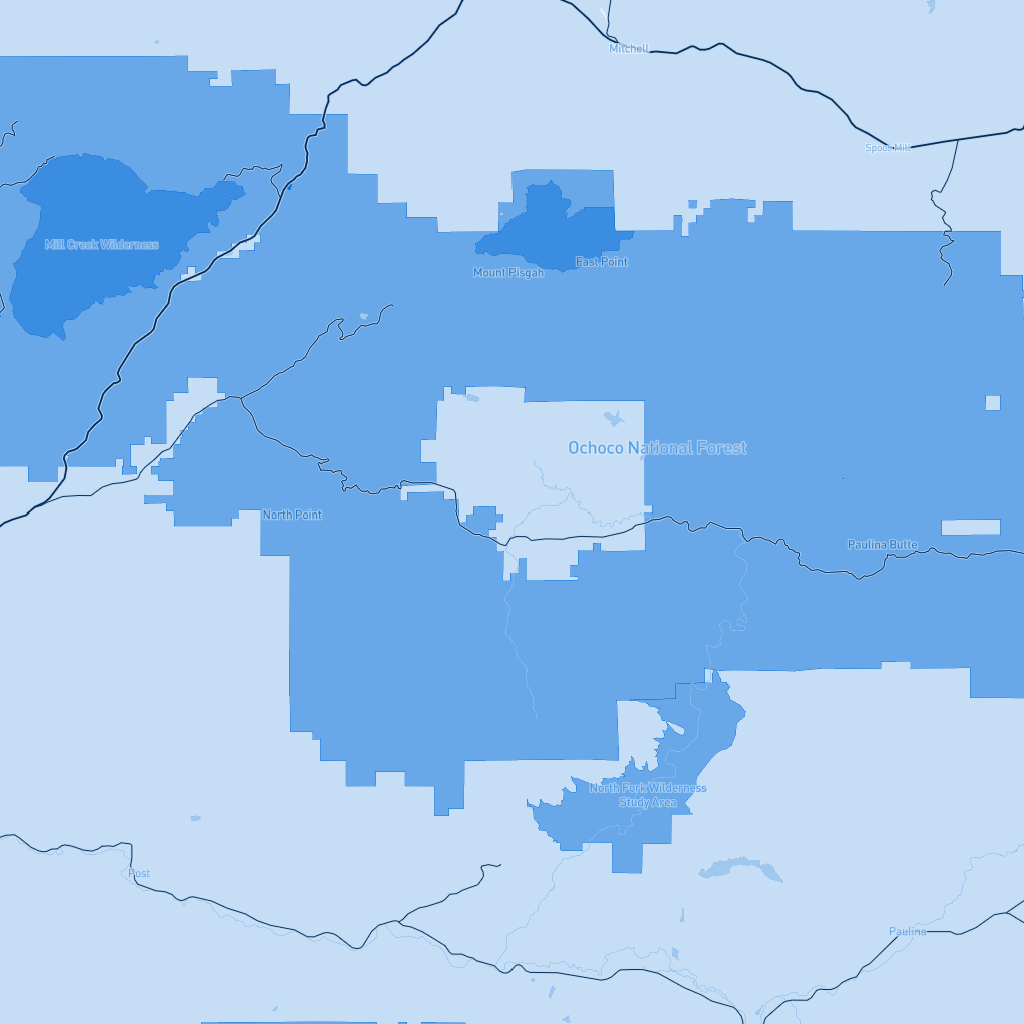 Mitchell
Spoos Mill
Mill Creek Wilderness
East Point
Mount Pisgah
Ochoco National Forest
North Point
Paulina Butte
North Fork Wilderness
Study Area
Post
Paulina